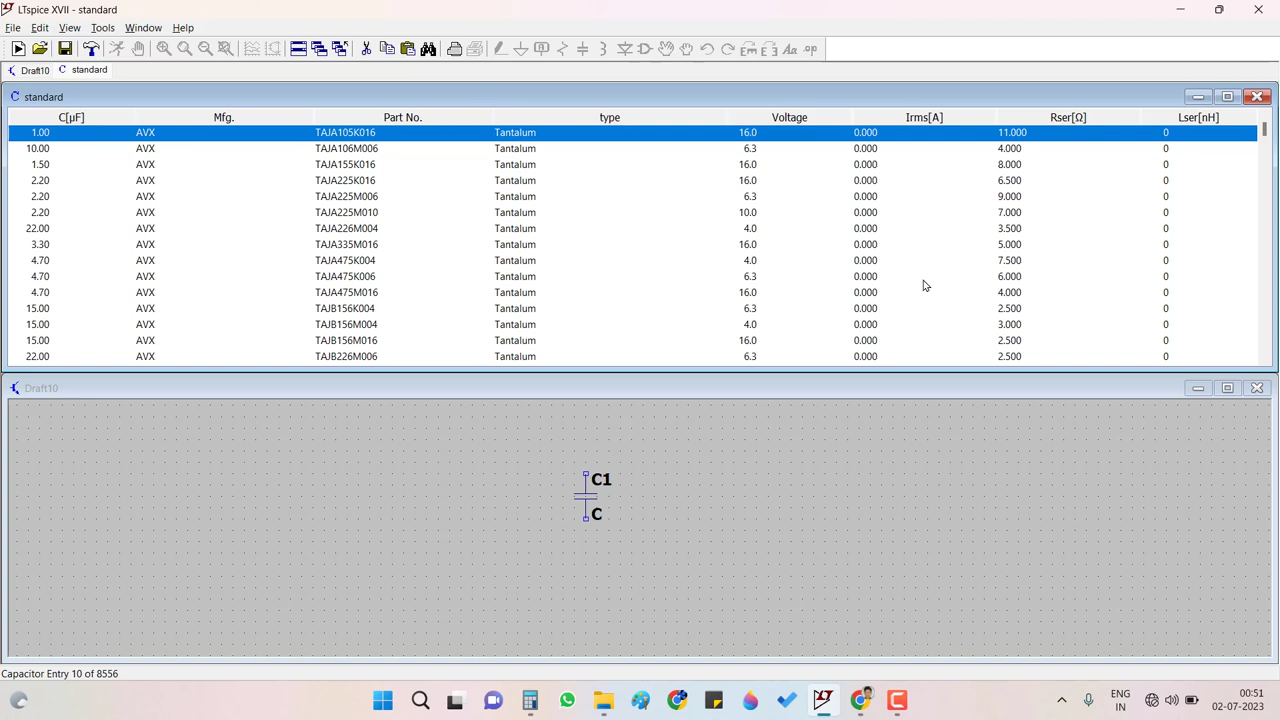 LTspice XVII - standard
File Edit View Tools Window Help
Draft10 standard
standard
C[µF] Mfg. Part No. type Voltage Irms[A] Rser[Ω] Lser[nH]
1.00 AVX TAJA105K016 Tantalum 16.0 0.000 11.000 0
10.00 AVX TAJA106M006 Tantalum 6.3 0.000 4.000 0
1.50 AVX TAJA155K016 Tantalum 16.0 0.000 8.000 0
2.20 AVX TAJA225K016 Tantalum 16.0 0.000 6.500 0
2.20 AVX TAJA225M006 Tantalum 6.3 0.000 9.000 0
2.20 AVX TAJA225M010 Tantalum 10.0 0.000 7.000 0
22.00 AVX TAJA226M004 Tantalum 4.0 0.000 3.500 0
3.30 AVX TAJA335M016 Tantalum 16.0 0.000 5.000 0
4.70 AVX TAJA475K004 Tantalum 4.0 0.000 7.500 0
4.70 AVX TAJA475K006 Tantalum 6.3 0.000 6.000 0
4.70 AVX TAJA475M016 Tantalum 16.0 0.000 4.000 0
15.00 AVX TAJB156K004 Tantalum 6.3 0.000 2.500 0
15.00 AVX TAJB156M004 Tantalum 4.0 0.000 3.000 0
15.00 AVX TAJB156M016 Tantalum 16.0 0.000 2.500 0
22.00 AVX TAJB226M006 Tantalum 6.3 0.000 2.500 0
Draft10
C1
C
Capacitor Entry 10 of 8556
ENG
IN
00:51
02-07-2023